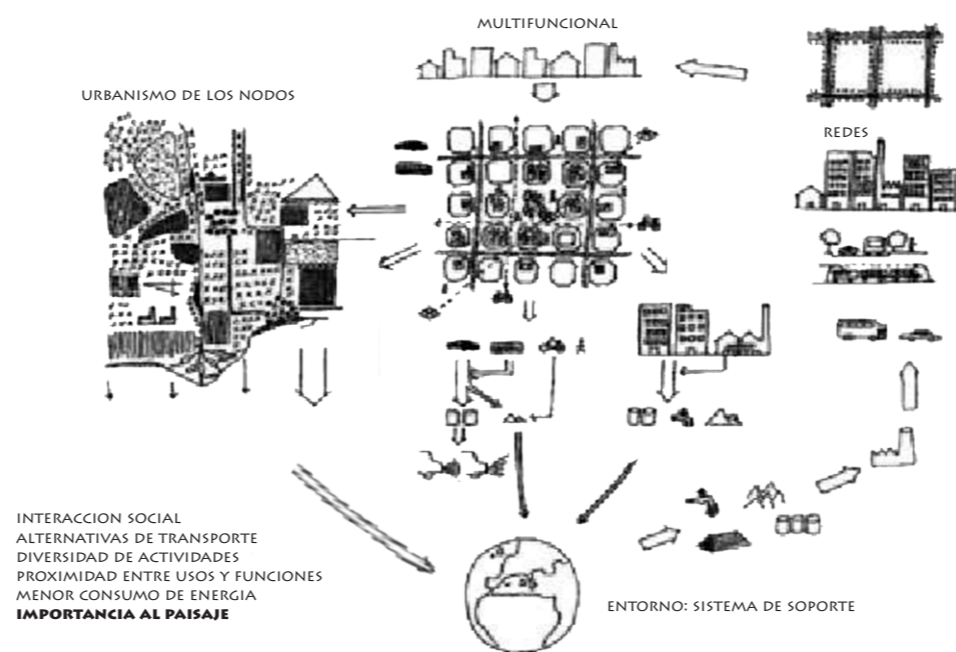 MULTIFUNCIONAL
URBANISMO DE LOS NODOS
REDES
INTERACCION SOCIAL
ALTERNATIVAS DE TRANSPORTE
DIVERSIDAD DE ACTIVIDADES
PROXIMIDAD ENTRE USOS Y FUNCIONES
MENOR CONSUMO DE ENERGIA
IMPORTANCIA AL PAISAJE
ENTORNO: SISTEMA DE SOPORTE